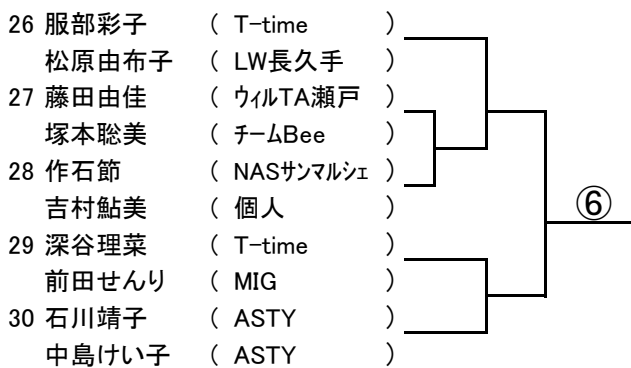 26 服部彩子 ( T-time )
松原由布子 ( LW長久手 )
27 藤田由佳 ( ウィルTA瀬戸 )
塚本聡美 ( チームBee )
28 作石節 ( NASサンマルシェ )
吉村鮎美 ( 個人 )
⑥
29 深谷理菜 ( T-time )
前田せんり ( MIG )
30 石川靖子 ( ASTY )
中島けい子 ( ASTY )